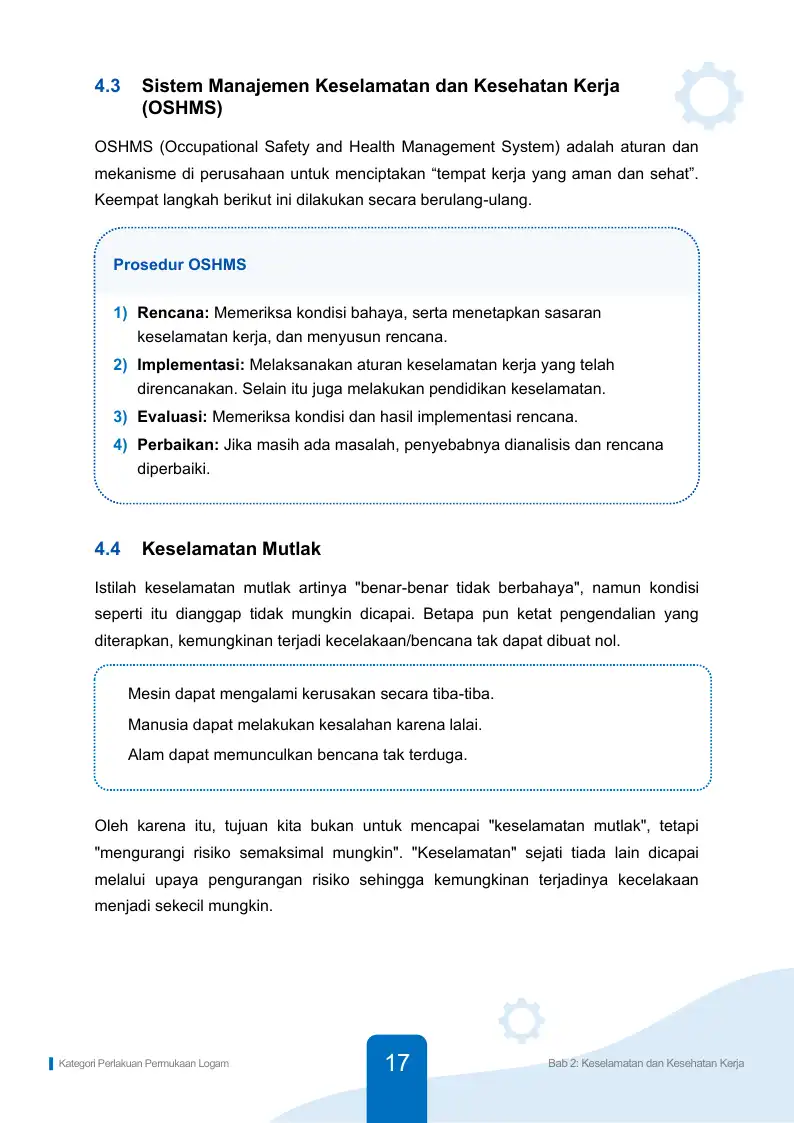 4.3 Sistem Manajemen Keselamatan dan Kesehatan Kerja
(OSHMS)
OSHMS (Occupational Safety and Health Management System) adalah aturan dan
mekanisme di perusahaan untuk menciptakan “tempat kerja yang aman dan sehat”.
Keempat langkah berikut ini dilakukan secara berulang-ulang.
Prosedur OSHMS
1) Rencana: Memeriksa kondisi bahaya, serta menetapkan sasaran
keselamatan kerja, dan menyusun rencana.
2) Implementasi: Melaksanakan aturan keselamatan kerja yang telah
direncanakan. Selain itu juga melakukan pendidikan keselamatan.
3) Evaluasi: Memeriksa kondisi dan hasil implementasi rencana.
4) Perbaikan: Jika masih ada masalah, penyebabnya dianalisis dan rencana
diperbaiki.
4.4 Keselamatan Mutlak
Istilah keselamatan mutlak artinya "benar-benar tidak berbahaya", namun kondisi
seperti itu dianggap tidak mungkin dicapai. Betapa pun ketat pengendalian yang
diterapkan, kemungkinan terjadi kecelakaan/bencana tak dapat dibuat nol.
Mesin dapat mengalami kerusakan secara tiba-tiba.
Manusia dapat melakukan kesalahan karena lalai.
Alam dapat memunculkan bencana tak terduga.
Oleh karena itu, tujuan kita bukan untuk mencapai "keselamatan mutlak", tetapi
"mengurangi risiko semaksimal mungkin". "Keselamatan" sejati tiada lain dicapai
melalui upaya pengurangan risiko sehingga kemungkinan terjadinya kecelakaan
menjadi sekecil mungkin.
Kategori Perlakuan Permukaan Logam
17
Bab 2: Keselamatan dan Kesehatan Kerja